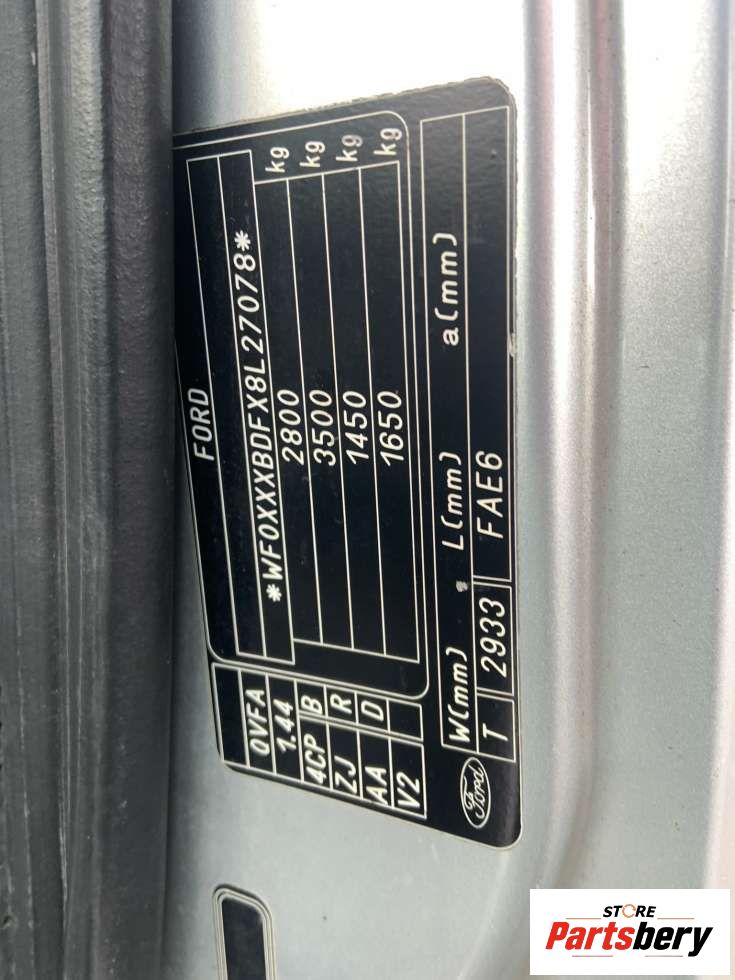 FORD
*WF0XXXBDFX8L27078*
2800 kg
3500 kg
1450 kg
1650 kg
0VFA
1.44
4CP B
ZJ R
AA D
V2
W(mm) L(mm) a(mm)
T 2933 FAE6
Ford
STORE
Partsbery